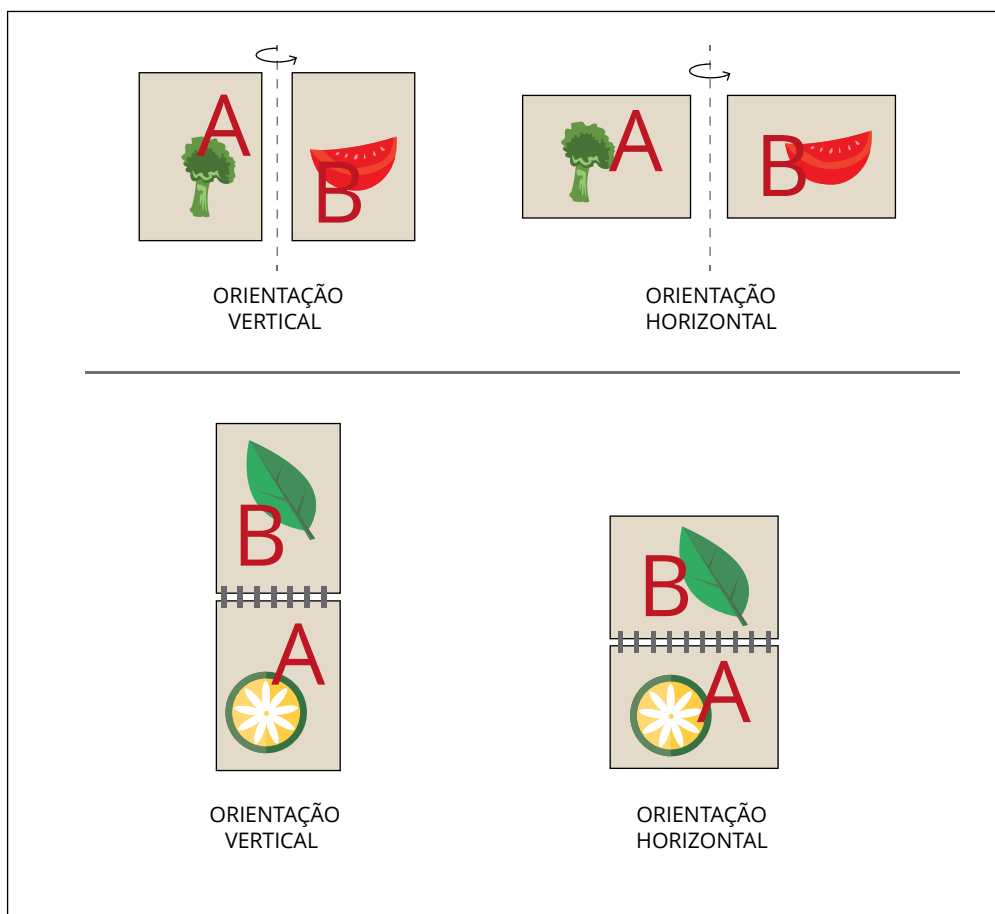 A
B
A
B
ORIENTAÇÃO
VERTICAL
ORIENTAÇÃO
HORIZONTAL
B
A
B
A
ORIENTAÇÃO
VERTICAL
ORIENTAÇÃO
HORIZONTAL